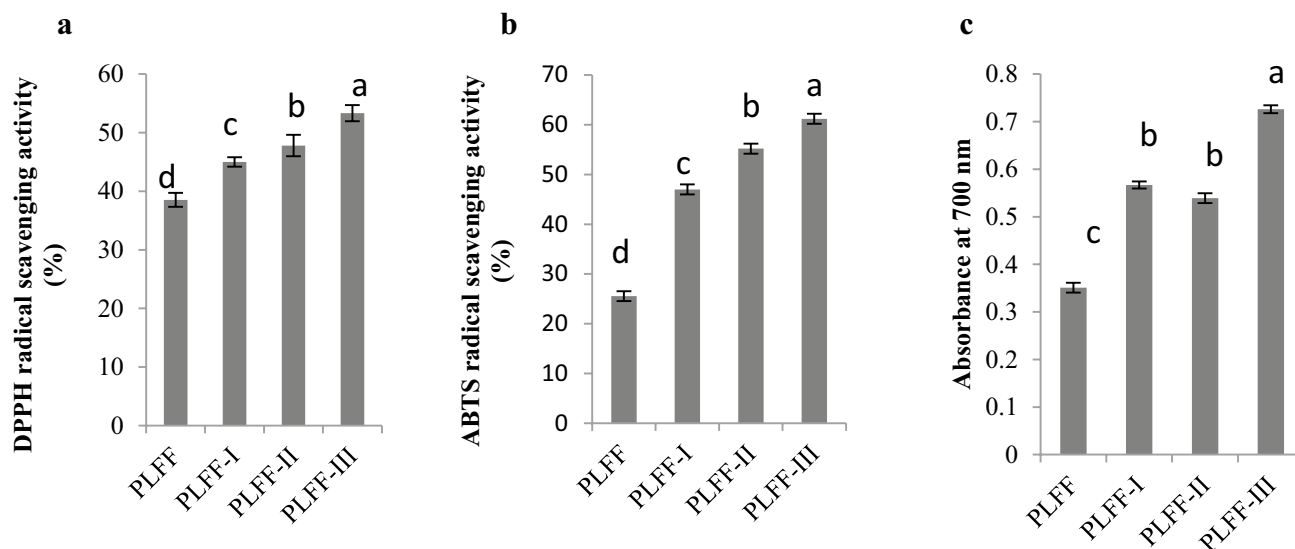 a
DPPH radical scavenging activity
(%)
60
50
40
30
20
10
0
d
c
b
a
PLFF
PLFF-I
PLFF-II
PLFF-III
b
ABTS radical scavenging activity
(%)
70
60
50
40
30
20
10
0
d
c
b
a
PLFF
PLFF-I
PLFF-II
PLFF-III
c
Absorbance at 700 nm
0.8
0.7
0.6
0.5
0.4
0.3
0.2
0.1
0
c
b
b
a
PLFF
PLFF-I
PLFF-II
PLFF-III